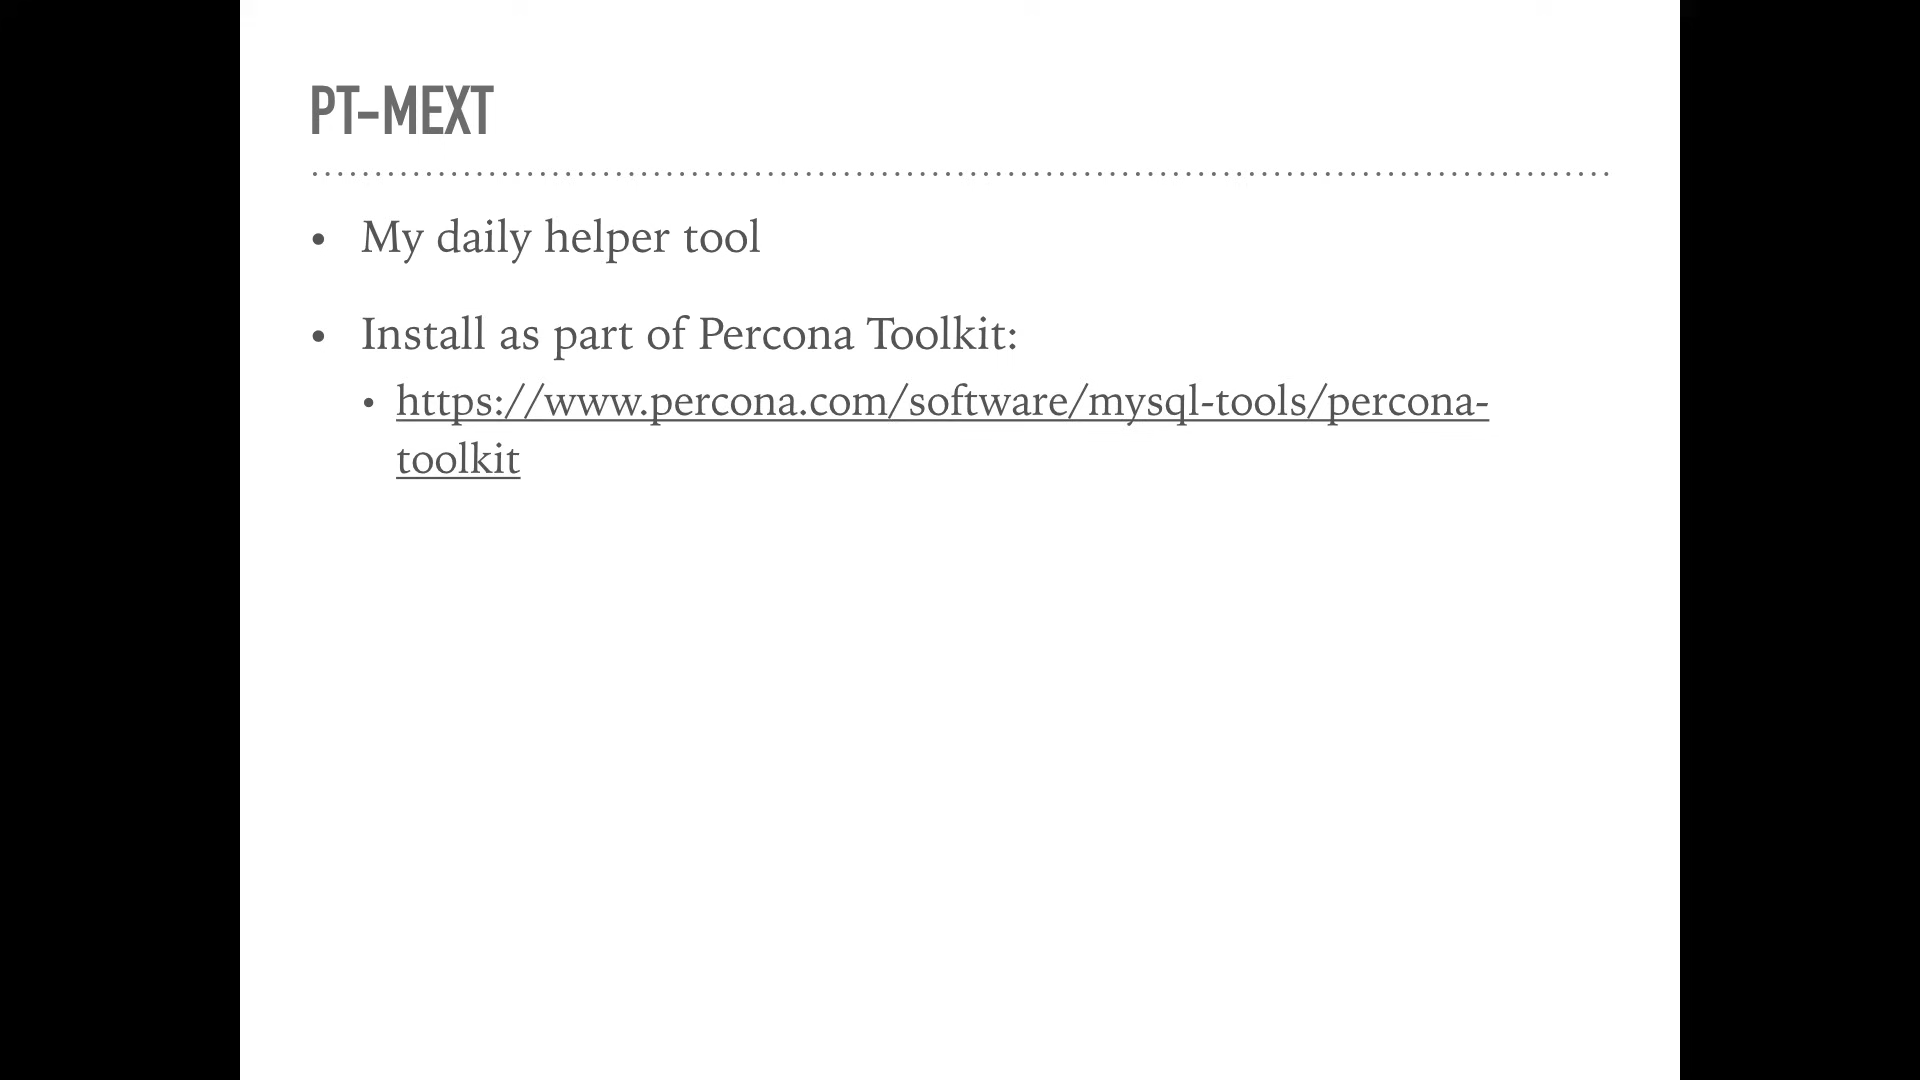 PT-MEXT
• My daily helper tool
• Install as part of Percona Toolkit:
• https://www.percona.com/software/mysql-tools/percona-
toolkit